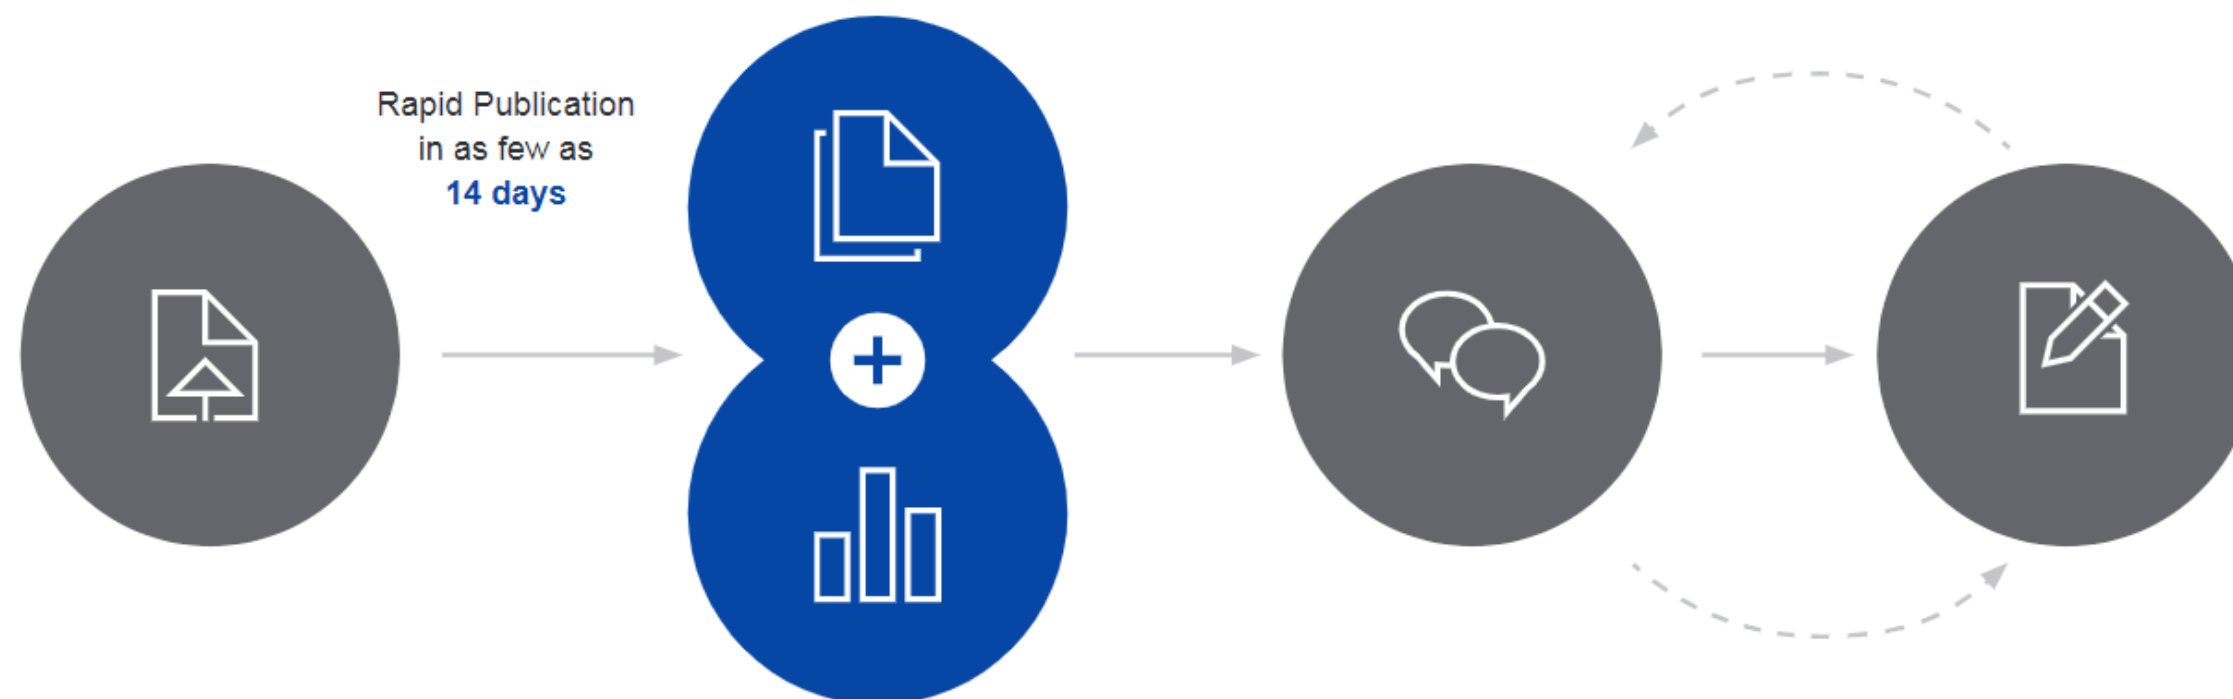 Rapid Publication
in as few as
14 days